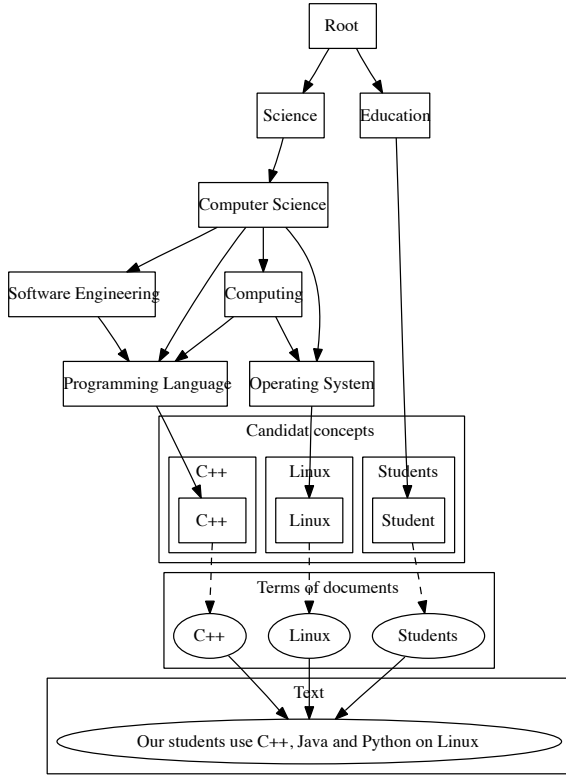 Root
Science
Education
Computer Science
Software Engineering
Computing
Programming Language
Operating System
Candidat concepts
C++
Linux
Students
C++
Linux
Student
Terms of documents
C++
Linux
Students
Text
Our students use C++, Java and Python on Linux